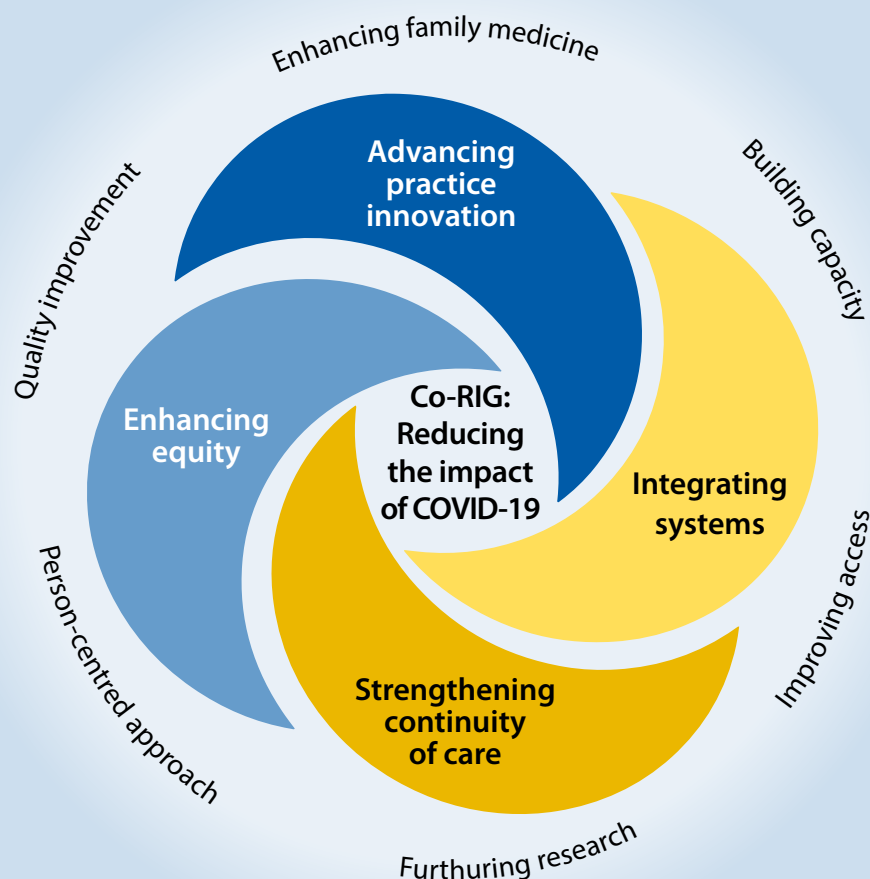 Enhancing family medicine
Building capacity
Improving access
Furthuring research
Person-centred approach
Quality improvement
Advancing
practice
innovation
Integrating
systems
Strengthening
continuity
of care
Enhancing
equity
Co-RIG:
Reducing
the impact
of COVID-19